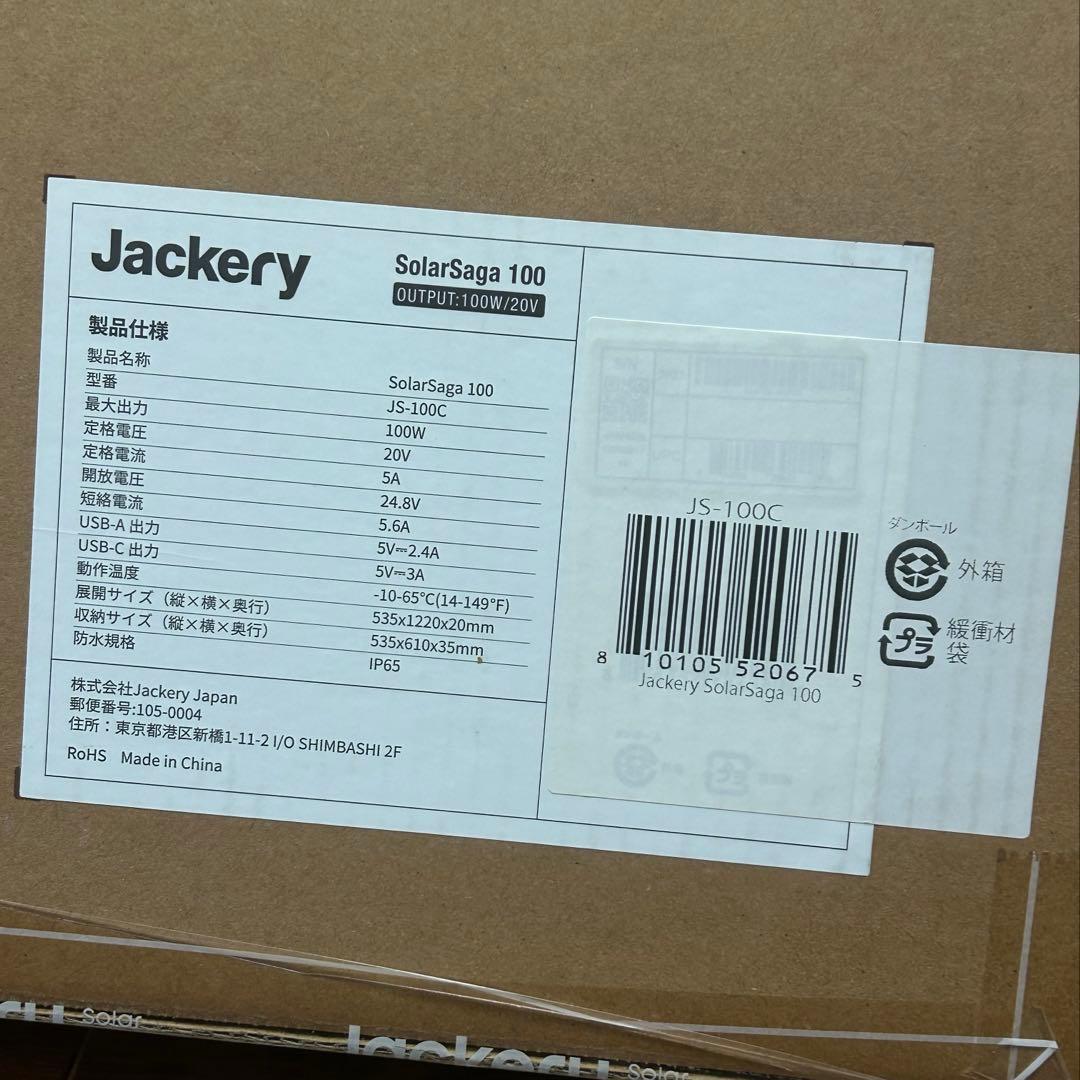 Jackery
SolarSaga 100
OUTPUT:100W/20V
製品仕様
製品名称 SolarSaga 100
型番 JS-100C
最大出力 100W
定格電圧 20V
定格電流 5A
開放電圧 24.8V
短絡電流 5.6A
USB-A 出力 5V⎓2.4A
USB-C 出力 5V⎓3A
動作温度 -10-65℃(14-149℉)
展開サイズ（縦×横×奥行） 535x1220x20mm
収納サイズ（縦×横×奥行） 535x610x35mm
防水規格 IP65
株式会社Jackery Japan
郵便番号:105-0004
住所：東京都港区新橋1-11-2 I/O SHIMBASHI 2F
RoHS Made in China
JS-100C
8 10105 52067 5
Jackery SolarSaga 100
ダンボール
外箱
プラ
緩衝材
袋
Solar
Jackery Solar